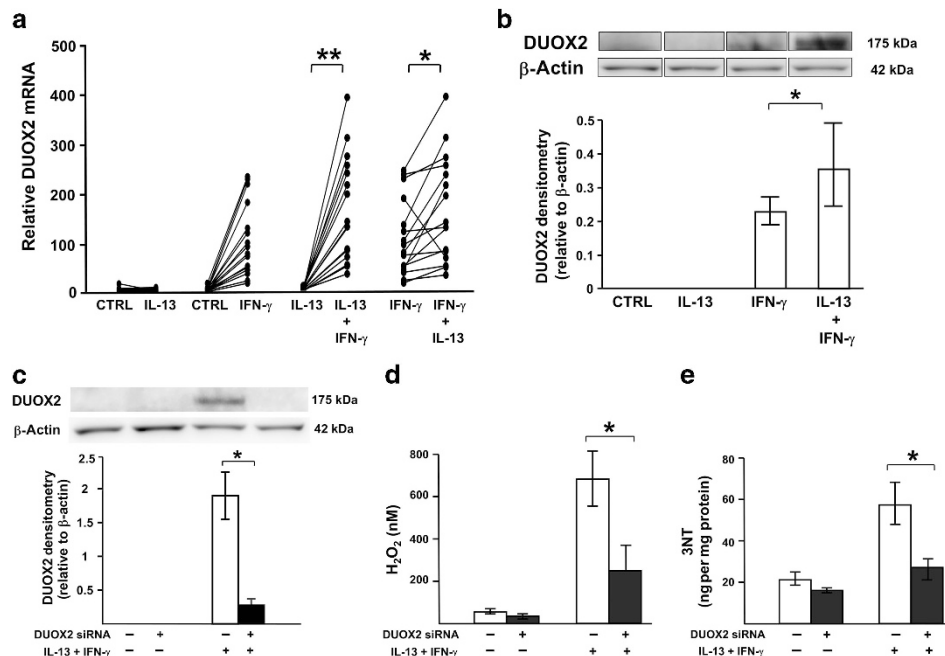 a
Relative DUOX2 mRNA
500
400
300
200
100
0
**
*
CTRL IL-13 CTRL IFN-γ IL-13 IL-13 IFN-γ IFN-γ
+ +
IFN-γ IL-13
b
DUOX2 175 kDa
β-Actin 42 kDa
DUOX2 densitometry
(relative to β-actin)
0.5
0.4
0.3
0.2
0.1
0
*
CTRL IL-13 IFN-γ IL-13
+
IFN-γ
c
DUOX2 175 kDa
β-Actin 42 kDa
DUOX2 densitometry
(relative to β-actin)
2.5
2
1.5
1
0.5
*
DUOX2 siRNA – + – +
IL-13 + IFN-γ – – + +
d
H2O2 (nM)
800
600
400
200
*
DUOX2 siRNA – + – +
IL-13 + IFN-γ – – + +
e
3NT
(ng per mg protein)
80
60
40
20
*
DUOX2 siRNA – + – +
IL-13 + IFN-γ – – + +